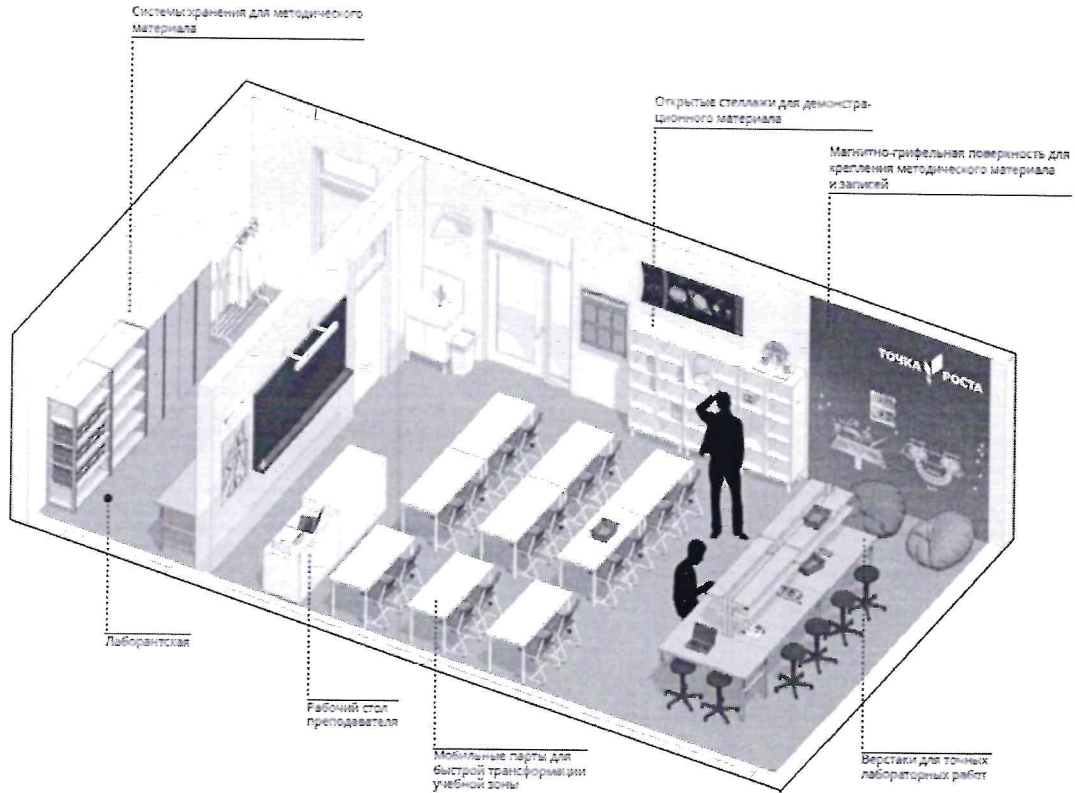 Системы хранения для методического
материала
Открытые стеллажи для демонстра-
ционного материала
Магнитно-грифельная поверхность для
крепления методического материала
и записей
ТОЧКА
РОСТА
Лаборантская
Рабочий стол
преподавателя
Мобильные парты для
быстрой трансформации
учебной зоны
Верстаки для точных
лабораторных работ